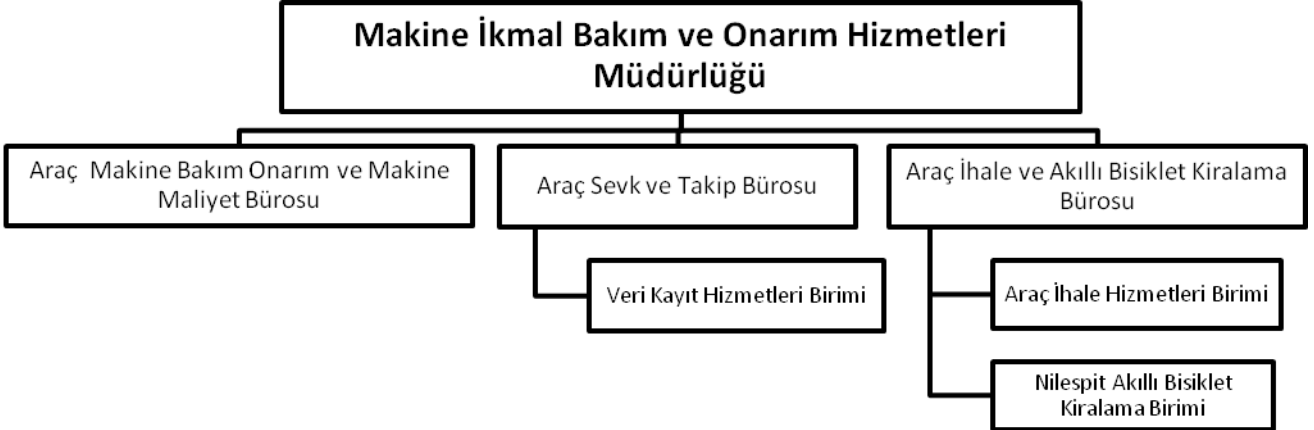 Makine İkmal Bakım ve Onarım Hizmetleri
Müdürlüğü
Araç Makine Bakım Onarım ve Makine
Maliyet Bürosu
Araç Sevk ve Takip Bürosu
Araç İhale ve Akıllı Bisiklet Kiralama
Bürosu
Veri Kayıt Hizmetleri Birimi
Araç İhale Hizmetleri Birimi
Nilespit Akıllı Bisiklet
Kiralama Birimi